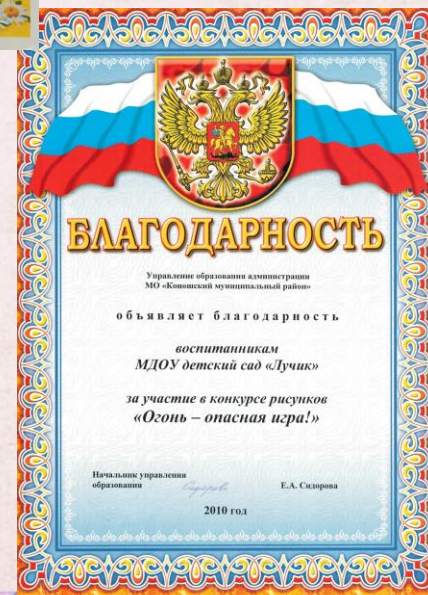 БЛАГОДАРНОСТЬ
Управление образования администрации
МО «Коношский муниципальный район»
объявляет благодарность
воспитанникам
МДОУ детский сад «Лучик»
за участие в конкурсе рисунков
«Огонь – опасная игра!»
Начальник управления
образования Сидорова Е.А. Сидорова
2010 год